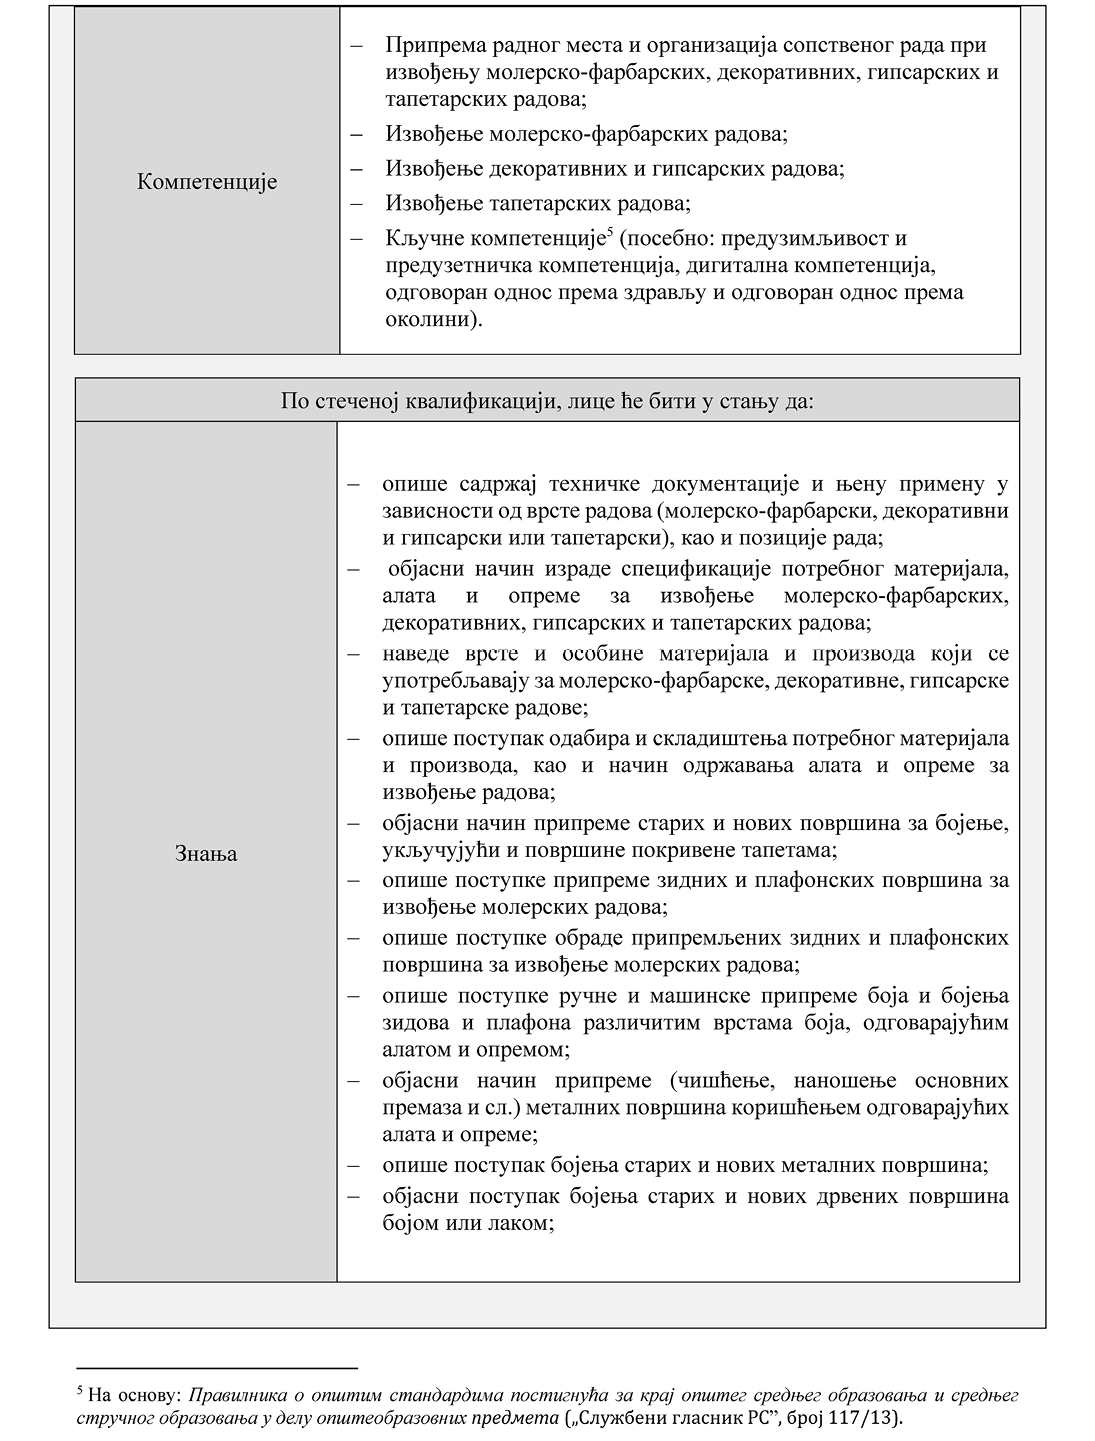 Компетенције
– Припрема радног места и организација сопственог рада при
извођењу молерско-фарбарских, декоративних, гипсарских и
тапетарских радова;
– Извођење молерско-фарбарских радова;
– Извођење декоративних и гипсарских радова;
– Извођење тапетарских радова;
– Кључне компетенције⁵ (посебно: предузимљивост и
предузетничка компетенција, дигитална компетенција,
одговоран однос према здрављу и одговоран однос према
околини).
По стеченој квалификацији, лице ће бити у стању да:
Знања
– опише садржај техничке документације и њену примену у
зависности од врсте радова (молерско-фарбарски, декоративни
и гипсарски или тапетарски), као и позиције рада;
– објасни начин израде спецификације потребног материјала,
алата и опреме за извођење молерско-фарбарских,
декоративних, гипсарских и тапетарских радова;
– наведе врсте и особине материјала и производа који се
употребљавају за молерско-фарбарске, декоративне, гипсарске
и тапетарске радове;
– опише поступак одабира и складиштења потребног материјала
и производа, као и начин одржавања алата и опреме за
извођење радова;
– објасни начин припреме старих и нових површина за бојење,
укључујући и површине покривене тапетама;
– опише поступке припреме зидних и плафонских површина за
извођење молерских радова;
– опише поступке обраде припремљених зидних и плафонских
површина за извођење молерских радова;
– опише поступке ручне и машинске припреме боја и бојења
зидова и плафона различитим врстама боја, одговарајућим
алатом и опремом;
– објасни начин припреме (чишћење, наношење основних
премаза и сл.) металних површина коришћењем одговарајућих
алата и опреме;
– опише поступак бојења старих и нових металних површина;
– објасни поступак бојења старих и нових дрвених површина
бојом или лаком;
⁵ На основу: Правилника о општим стандардима постигнућа за крај општег средњег образовања и средњег
стручног образовања у делу општеобразовних предмета („Службени гласник РС”, број 117/13).